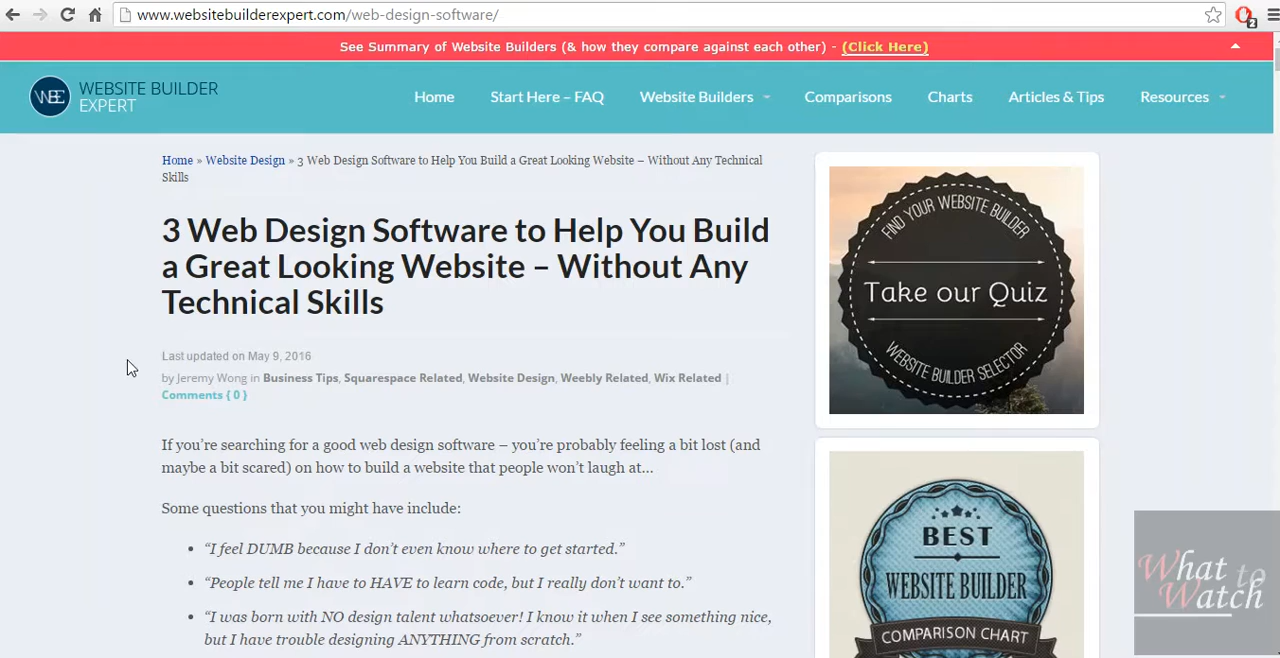 www.websitebuilderexpert.com/web-design-software/
2
See Summary of Website Builders (& how they compare against each other) - (Click Here)
WBE
WEBSITE BUILDER
EXPERT
Home
Start Here – FAQ
Website Builders
Comparisons
Charts
Articles & Tips
Resources
Home » Website Design » 3 Web Design Software to Help You Build a Great Looking Website – Without Any Technical
Skills
3 Web Design Software to Help You Build
a Great Looking Website – Without Any
Technical Skills
Last updated on May 9, 2016
by Jeremy Wong in Business Tips, Squarespace Related, Website Design, Weebly Related, Wix Related |
Comments { 0 }
If you're searching for a good web design software – you're probably feeling a bit lost (and
maybe a bit scared) on how to build a website that people won't laugh at…
Some questions that you might have include:
• “I feel DUMB because I don't even know where to get started.”
• “People tell me I have to HAVE to learn code, but I really don't want to.”
• “I was born with NO design talent whatsoever! I know it when I see something nice,
but I have trouble designing ANYTHING from scratch.”
FIND YOUR WEBSITE BUILDER
Take our Quiz
WEBSITE BUILDER SELECTOR
BEST
WEBSITE BUILDER
COMPARISON CHART
What to
Watch